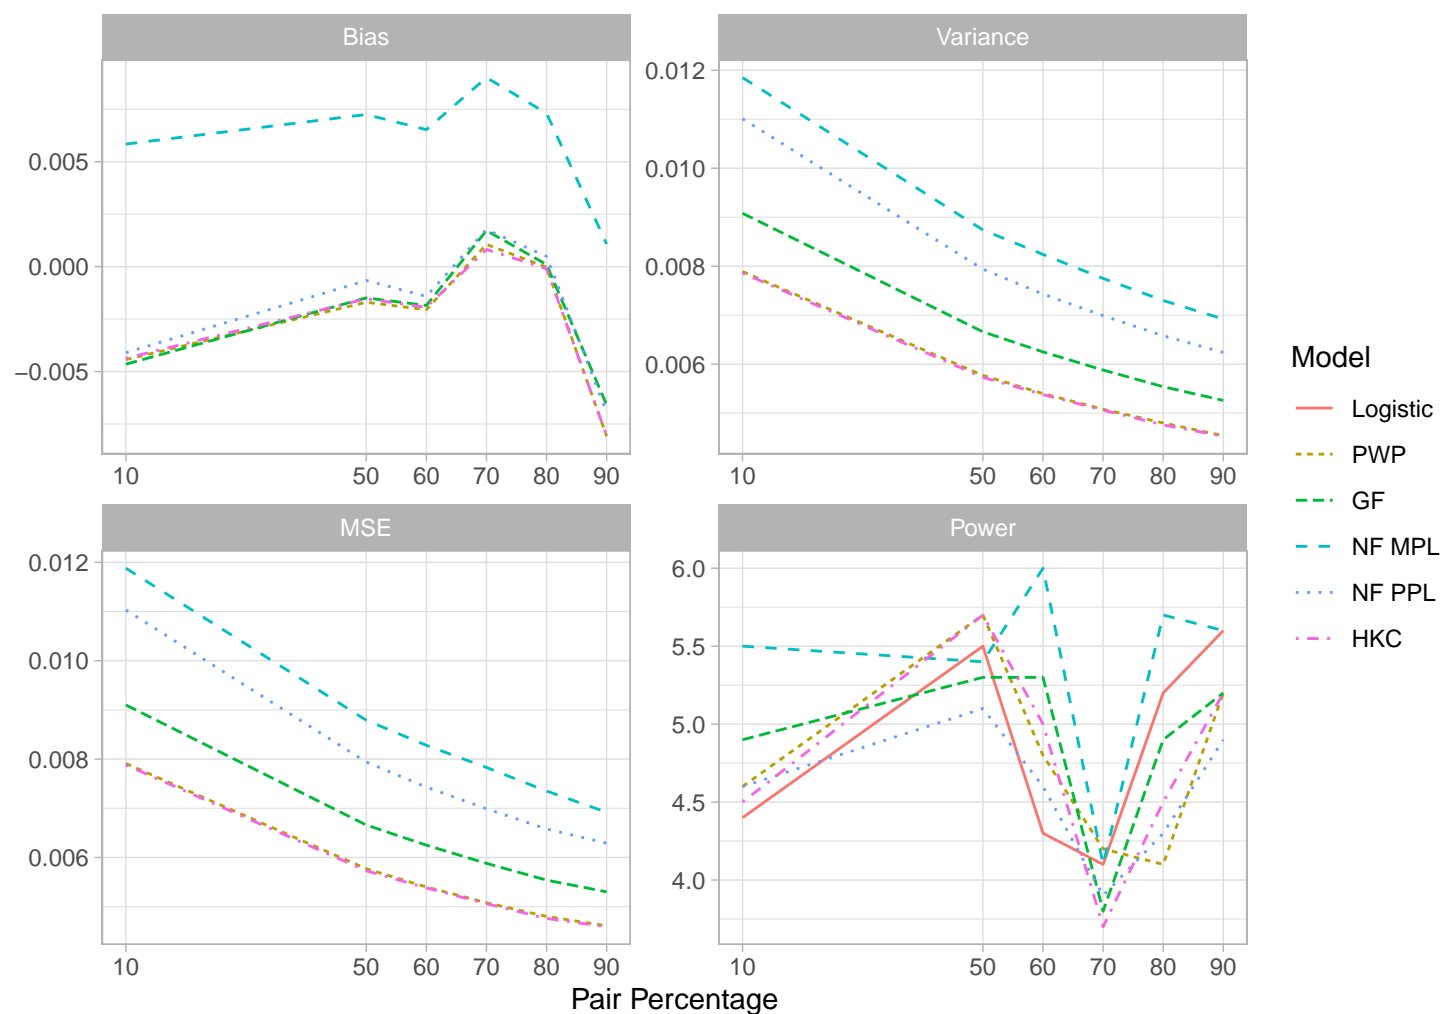 Bias
Variance
0.005
0.000
−0.005
10 50 60 70 80 90
0.012
0.010
0.008
0.006
10 50 60 70 80 90
MSE
Power
0.012
0.010
0.008
0.006
10 50 60 70 80 90
6.0
5.5
5.0
4.5
4.0
10 50 60 70 80 90
Pair Percentage
Model
Logistic
PWP
GF
NF MPL
NF PPL
HKC